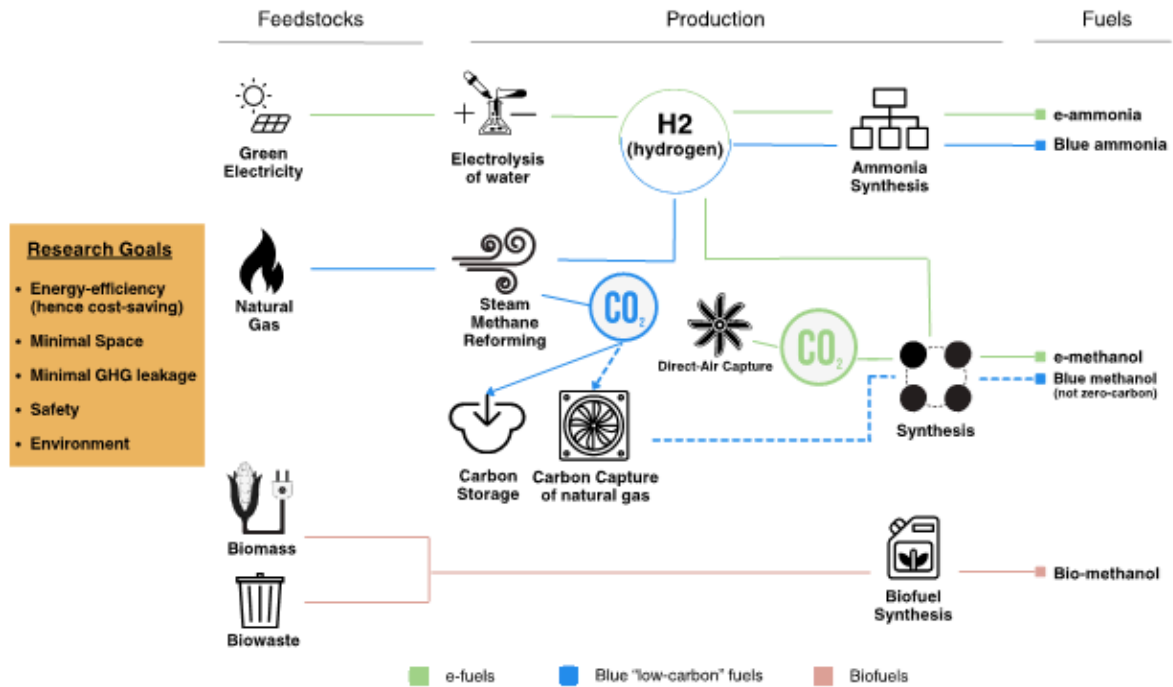 Feedstocks
Production
Fuels
Green
Electricity
+
−
Electrolysis
of water
H2
(hydrogen)
Ammonia
Synthesis
e-ammonia
Blue ammonia
Research Goals
• Energy-efficiency
(hence cost-saving)
• Minimal Space
• Minimal GHG leakage
• Safety
• Environment
Natural
Gas
Steam
Methane
Reforming
CO2
Direct-Air Capture
CO2
Synthesis
e-methanol
Blue methanol
(not zero-carbon)
Carbon
Storage
Carbon Capture
of natural gas
Biomass
Biowaste
Biofuel
Synthesis
Bio-methanol
e-fuels
Blue "low-carbon" fuels
Biofuels